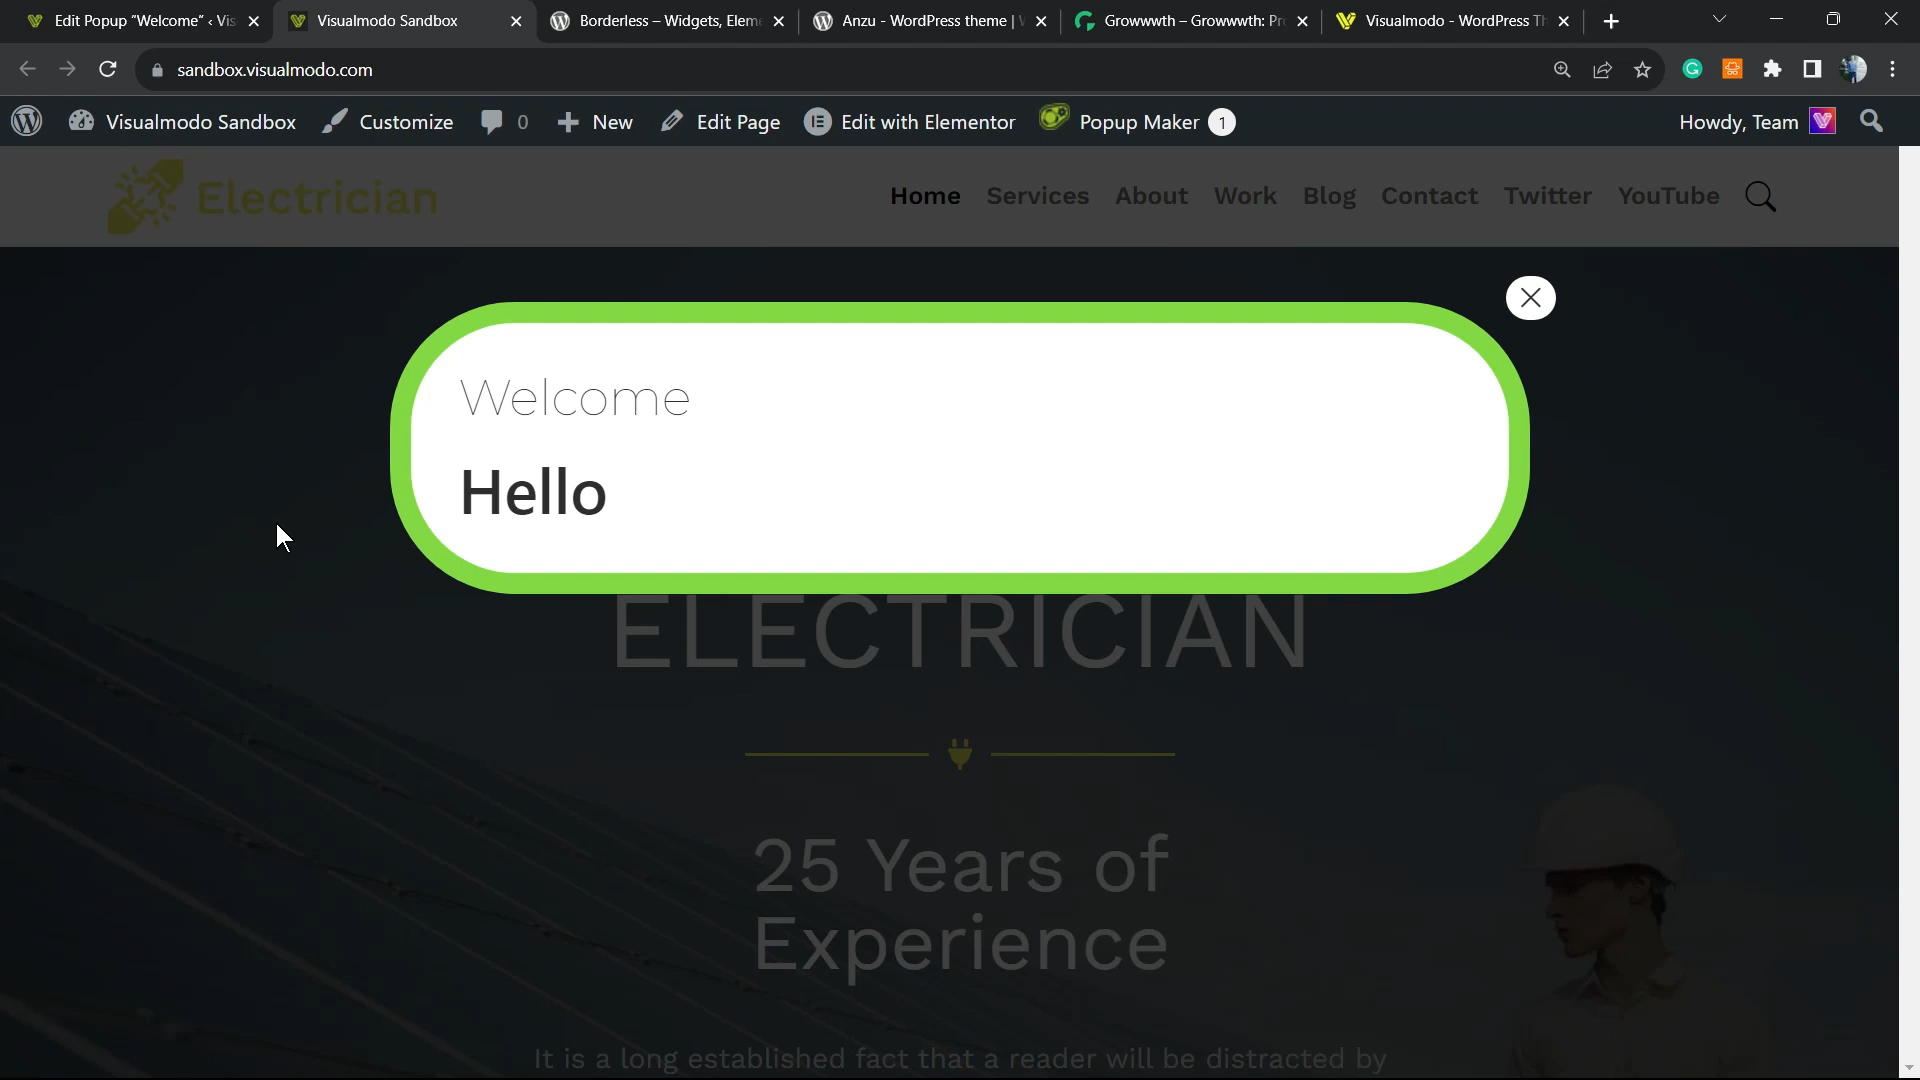 Edit Popup "Welcome" ‹ Vis
Visualmodo Sandbox
Borderless – Widgets, Eleme
Anzu - WordPress theme |
Growwwth – Growwwth: Pr
Visualmodo - WordPress Th
sandbox.visualmodo.com
Visualmodo Sandbox
Customize
0
New
Edit Page
Edit with Elementor
Popup Maker 1
Howdy, Team
Electrician
Home Services About Work Blog Contact Twitter YouTube
Welcome
Hello
ELECTRICIAN
25 Years of
Experience
It is a long established fact that a reader will be distracted by